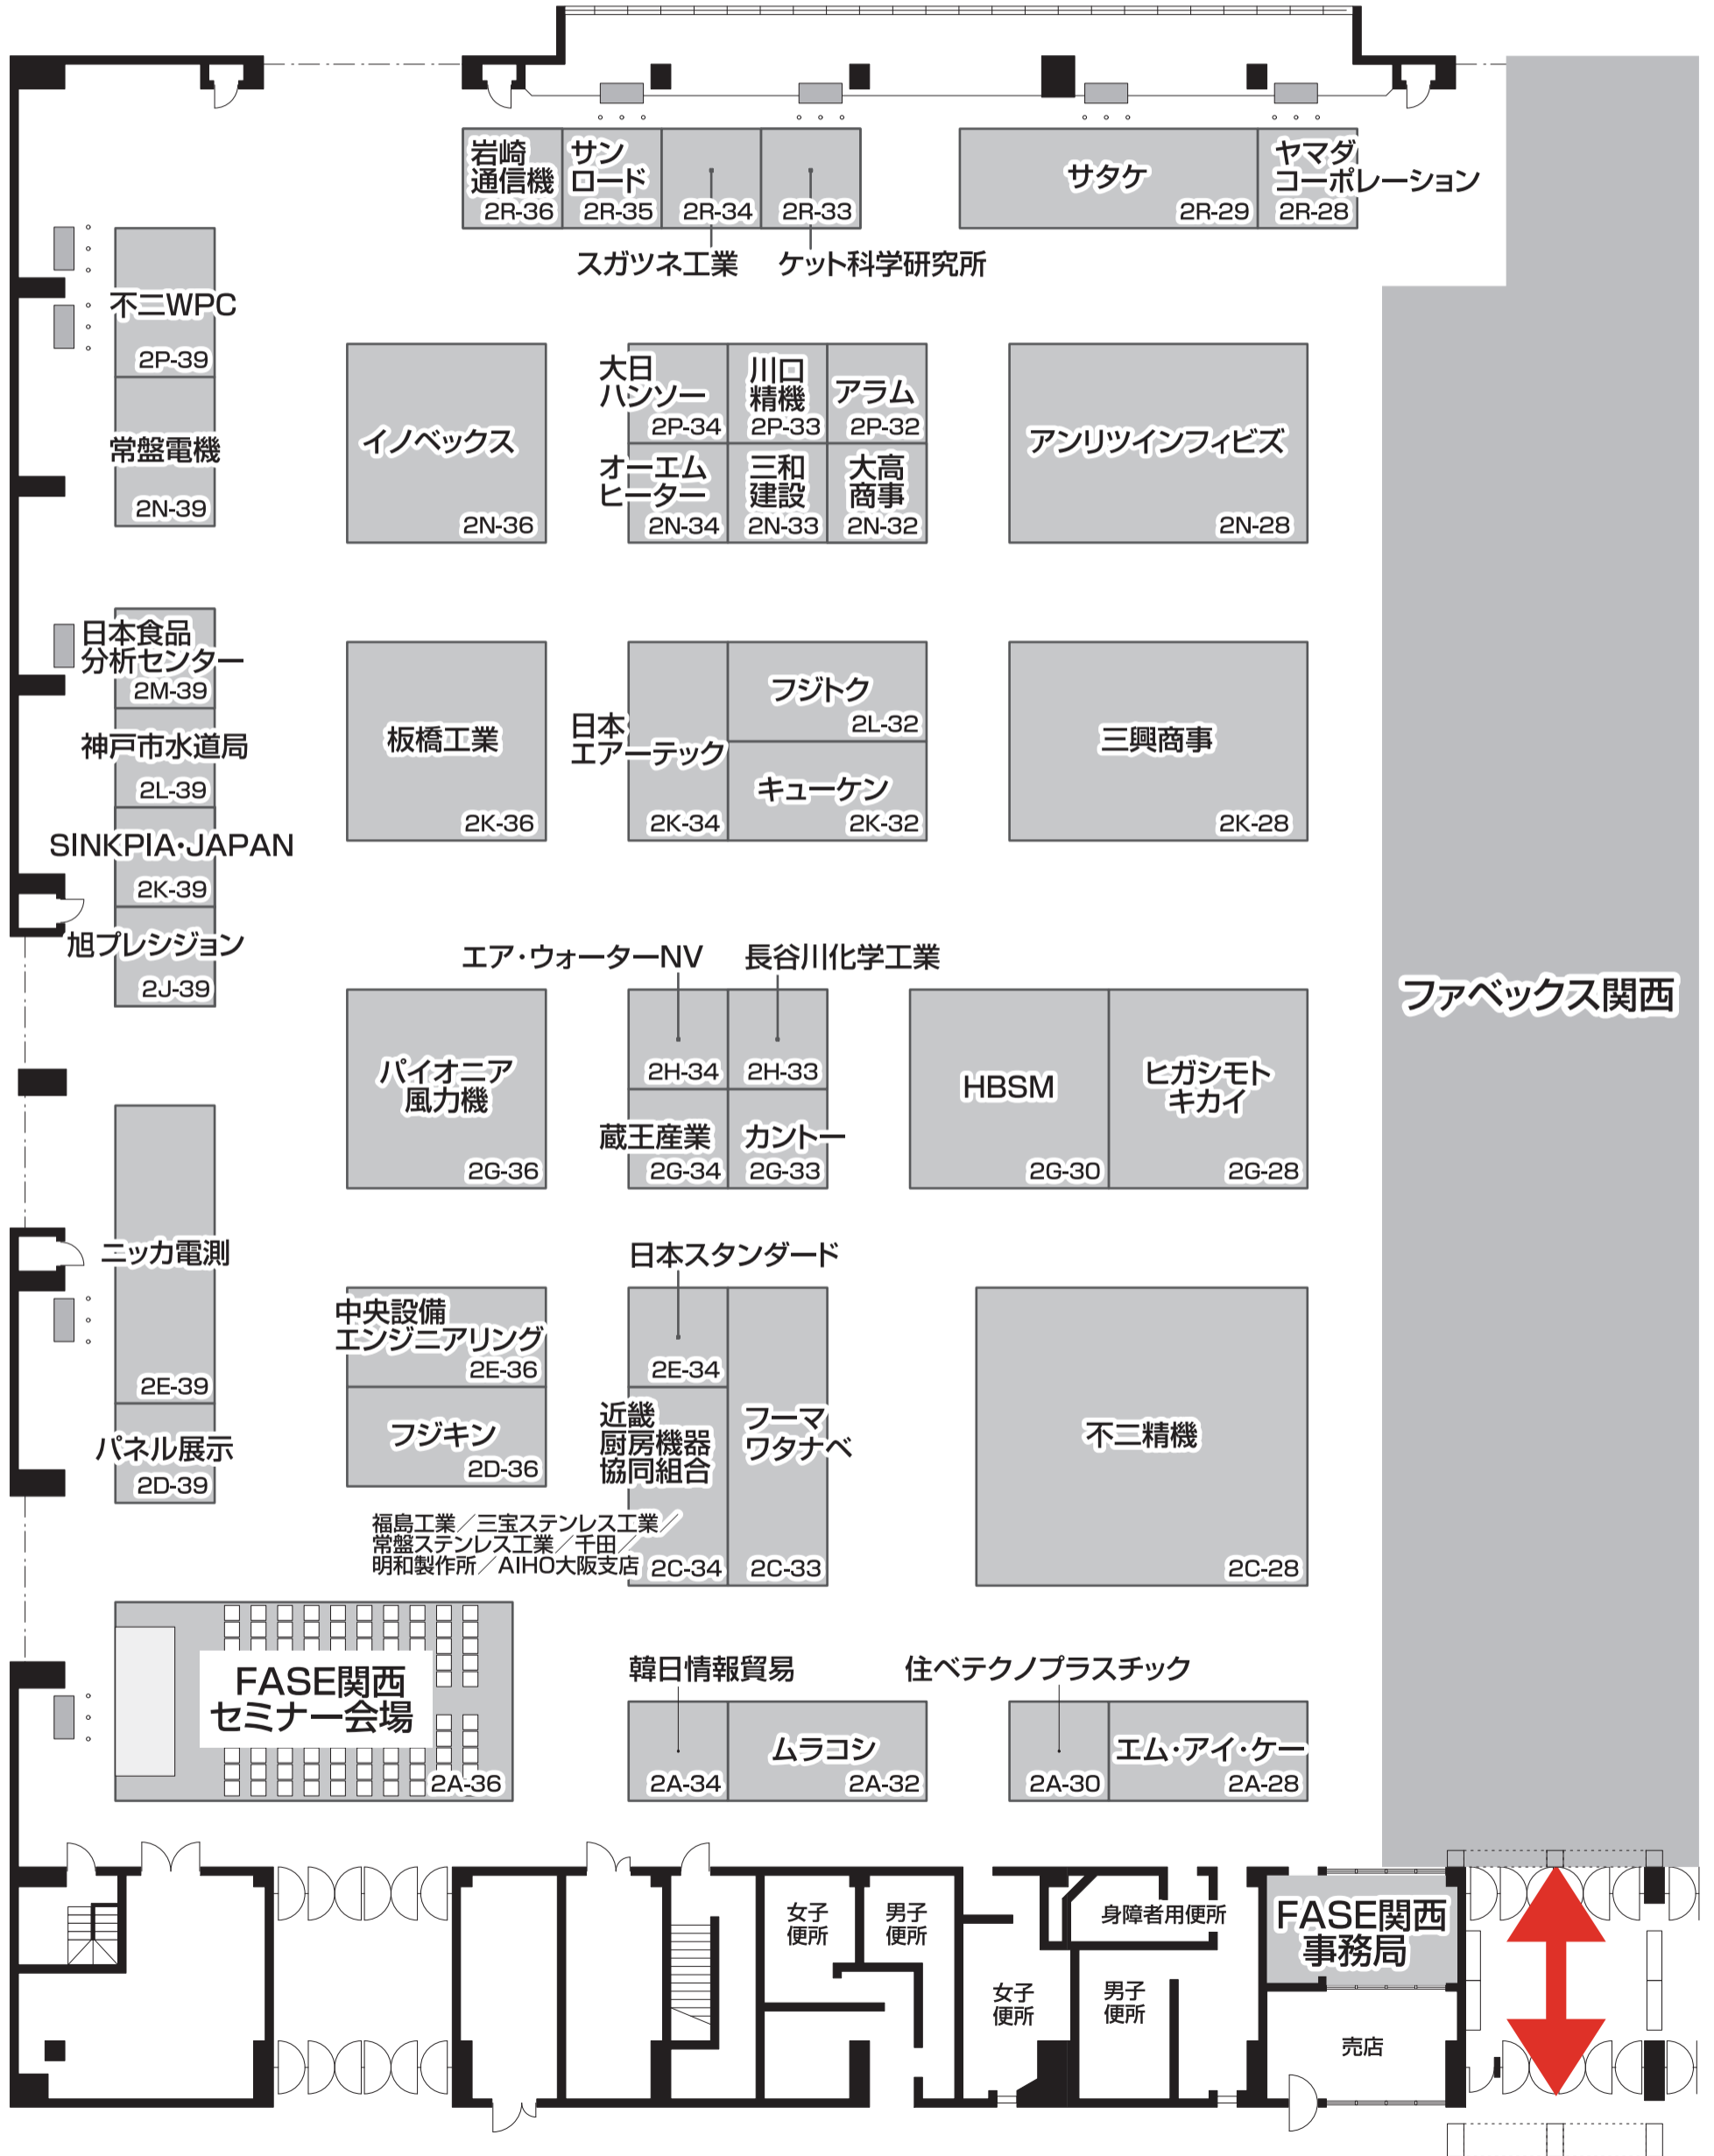 岩崎
通信機
2R-36
サン
ロード
2R-35
2R-34
スガツネ工業
2R-33
ケット科学研究所
サタケ
2R-29
ヤマダ
コーポレーション
2R-28
不二WPC
2P-39
常盤電機
2N-39
イノベックス
2N-36
大日
ハンソー
2P-34
川口
精機
2P-33
アラム
2P-32
オーエム
ヒーター
2N-34
三和
建設
2N-33
大高
商事
2N-32
アンリツインフィビズ
2N-28
日本食品
分析センター
2M-39
神戸市水道局
2L-39
SINKPIA・JAPAN
2K-39
旭プレシジョン
2J-39
板橋工業
2K-36
日本
エアーテック
2K-34
フジトク
2L-32
キューケン
2K-32
三興商事
2K-28
ファベックス関西
エア・ウォーターNV
2H-34
長谷川化学工業
2H-33
パイオニア
風力機
2G-36
蔵王産業
2G-34
カントー
2G-33
HBSM
2G-30
ヒガシモト
キカイ
2G-28
ニッカ電測
2E-39
パネル展示
2D-39
中央設備
エンジニアリング
2E-36
フジキン
2D-36
日本スタンダード
2E-34
近畿
厨房機器
協同組合
2C-34
福島工業／三宝ステンレス工業／
常盤ステンレス工業／千田／
明和製作所／AIHO大阪支店
フーマ
ワタナベ
2C-33
不二精機
2C-28
FASE関西
セミナー会場
2A-36
韓日情報貿易
2A-34
ムラコシ
2A-32
住べテクノプラスチック
2A-30
エム・アイ・ケー
2A-28
女子
便所
男子
便所
女子
便所
身障者用便所
男子
便所
FASE関西
事務局
売店